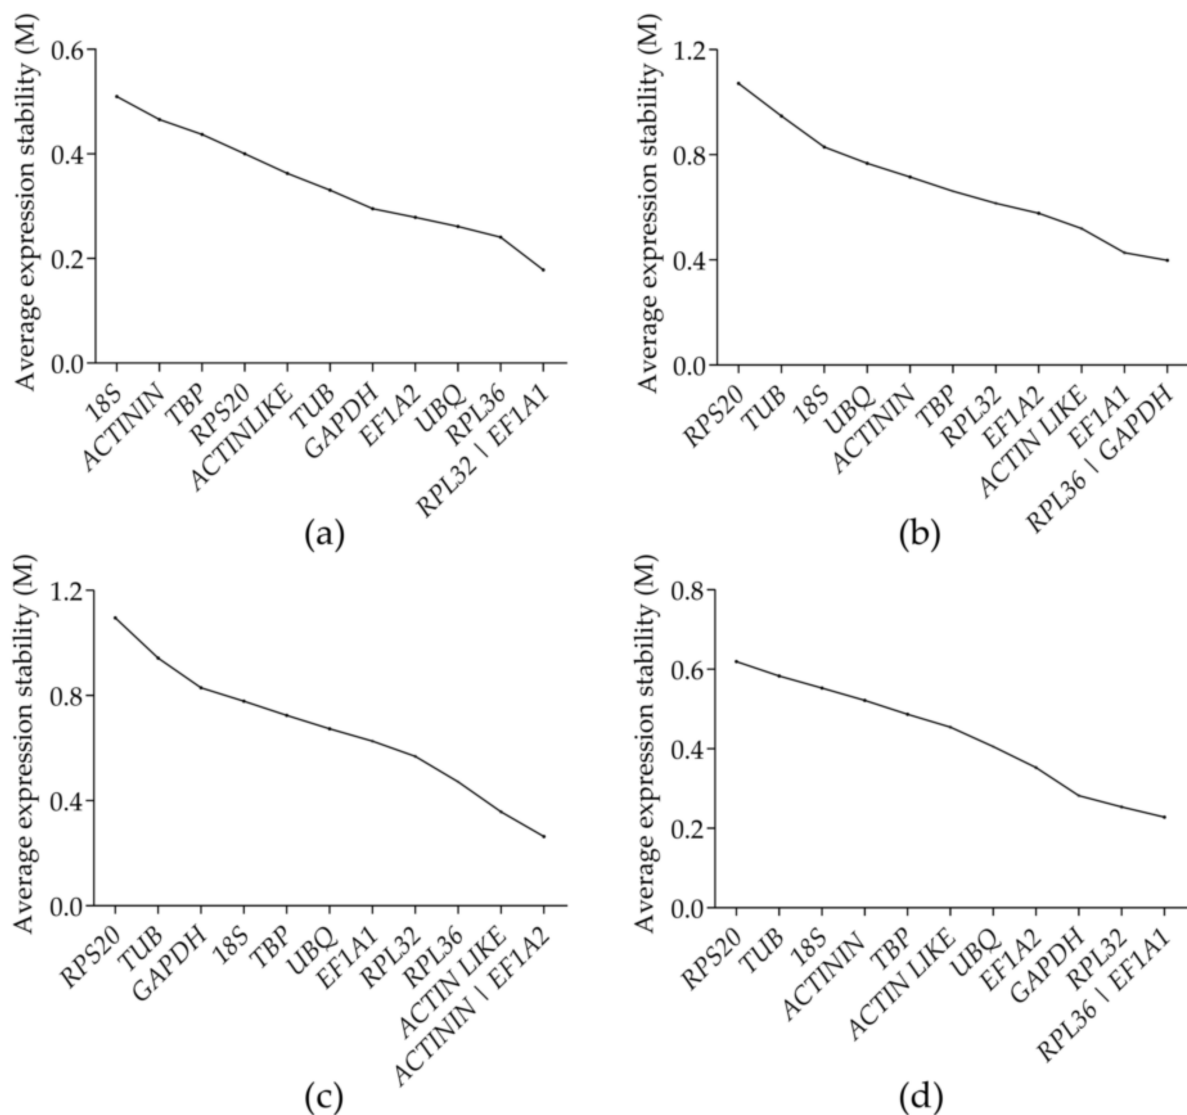 Average expression stability (M)
0.6
0.4
0.2
0.0
18S
ACTININ
TBP
RPS20
ACTINLIKE
TUB
GAPDH
EF1A2
UBQ
RPL36
RPL32 | EF1A1
(a)
Average expression stability (M)
1.2
0.8
0.4
0.0
RPS20
TUB
18S
UBQ
ACTININ
TBP
RPL32
EF1A2
ACTIN LIKE
EF1A1
RPL36 | GAPDH
(b)
Average expression stability (M)
1.2
0.8
0.4
0.0
RPS20
TUB
GAPDH
18S
TBP
UBQ
EF1A1
RPL32
RPL36
ACTIN LIKE
ACTININ | EF1A2
(c)
Average expression stability (M)
0.8
0.6
0.4
0.2
0.0
RPS20
TUB
18S
ACTININ
TBP
ACTIN LIKE
UBQ
EF1A2
GAPDH
RPL32
RPL36 | EF1A1
(d)